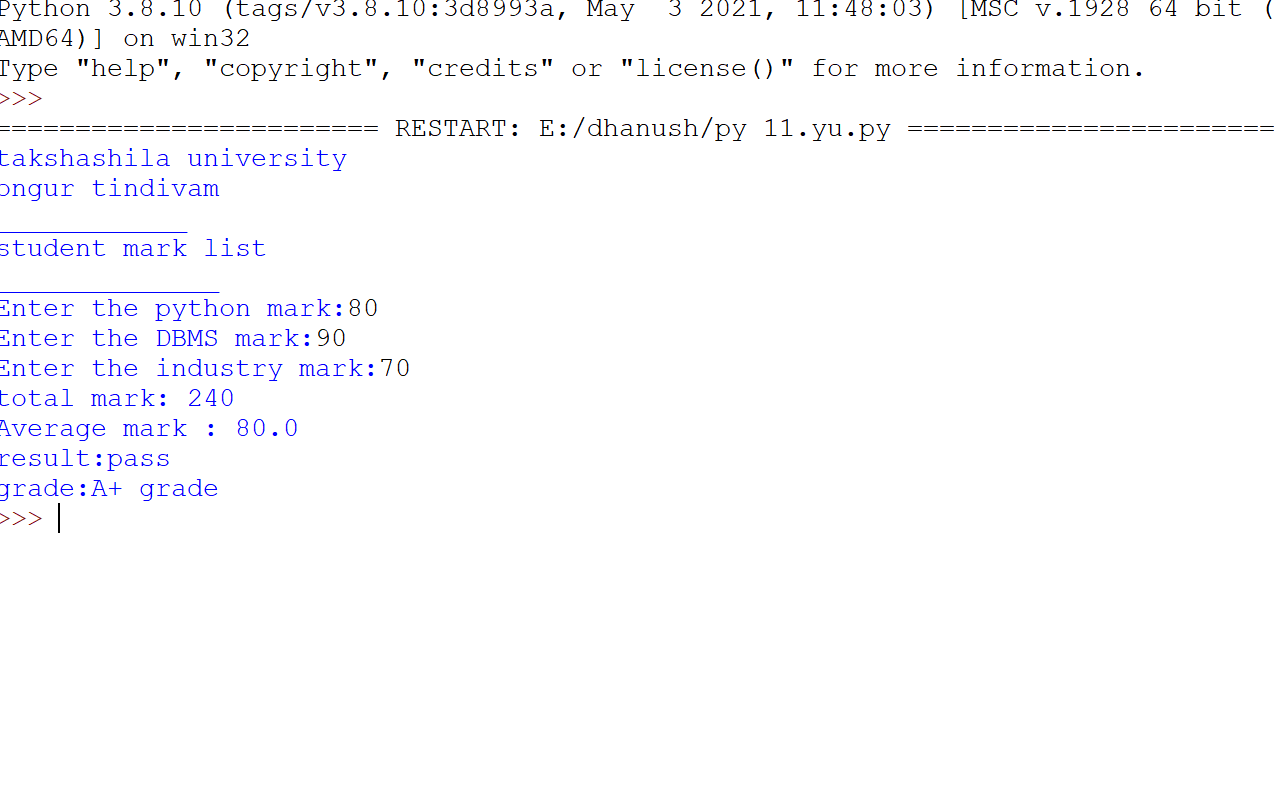 Python 3.8.10 (tags/v3.8.10:3d8993a, May  3 2021, 11:48:03) [MSC v.1928 64 bit (
AMD64)] on win32
Type "help", "copyright", "credits" or "license()" for more information.
>>>
======================== RESTART: E:/dhanush/py 11.yu.py =======================
takshashila university
ongur tindivam
____________
student mark list
______________
Enter the python mark:80
Enter the DBMS mark:90
Enter the industry mark:70
total mark: 240
Average mark : 80.0
result:pass
grade:A+ grade
>>>